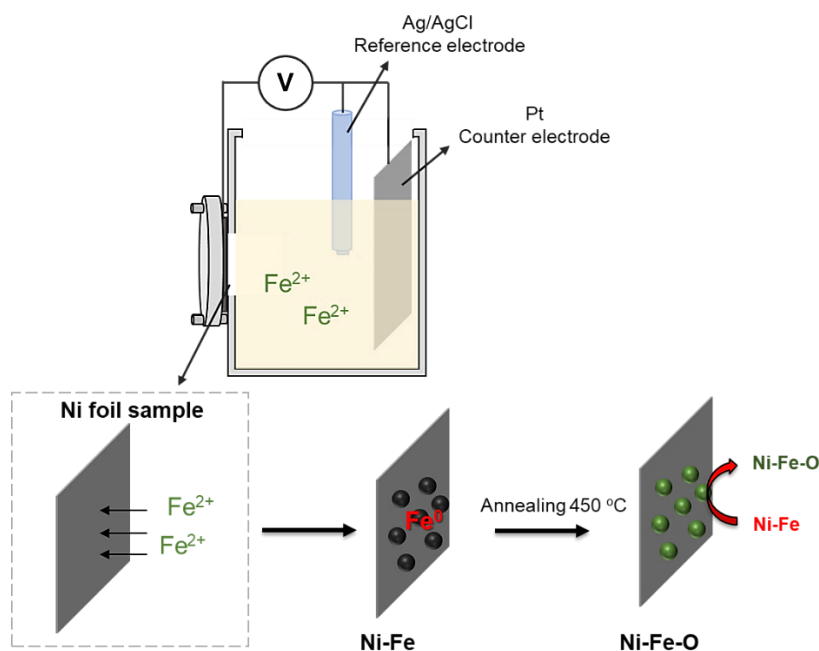 Ag/AgCl
Reference electrode
V
Pt
Counter electrode
Fe²⁺
Fe²⁺
Ni foil sample
Fe²⁺
Fe²⁺
Fe⁰
Ni-Fe
Annealing 450 °C
Ni-Fe-O
Ni-Fe
Ni-Fe-O